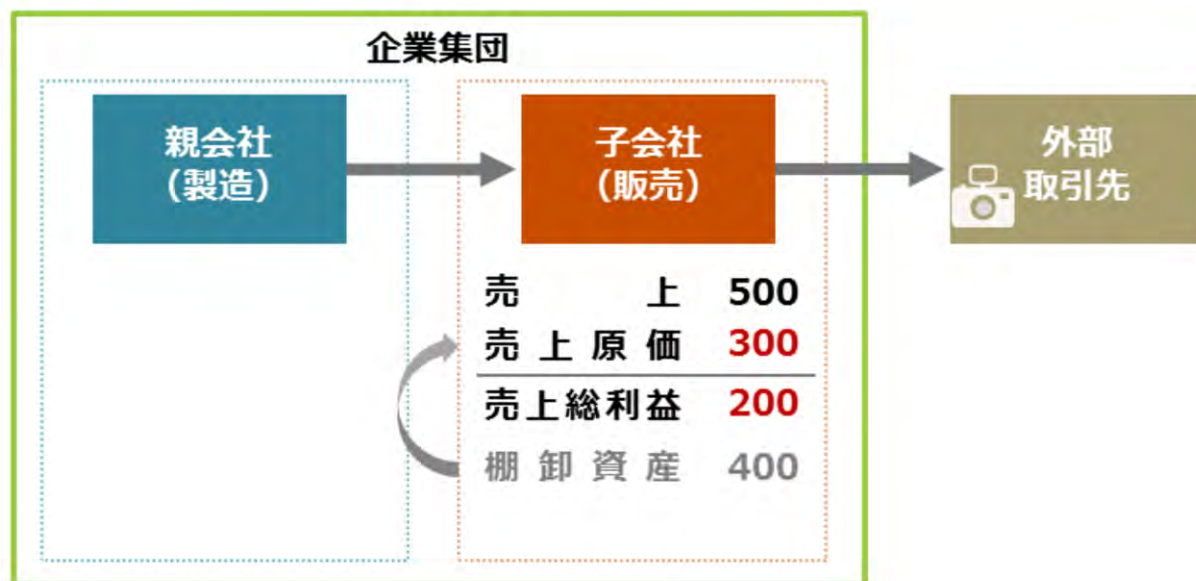 企業集団
親会社
(製造)
子会社
(販売)
外部
取引先
売上 500
売上原価 300
売上総利益 200
棚卸資産 400